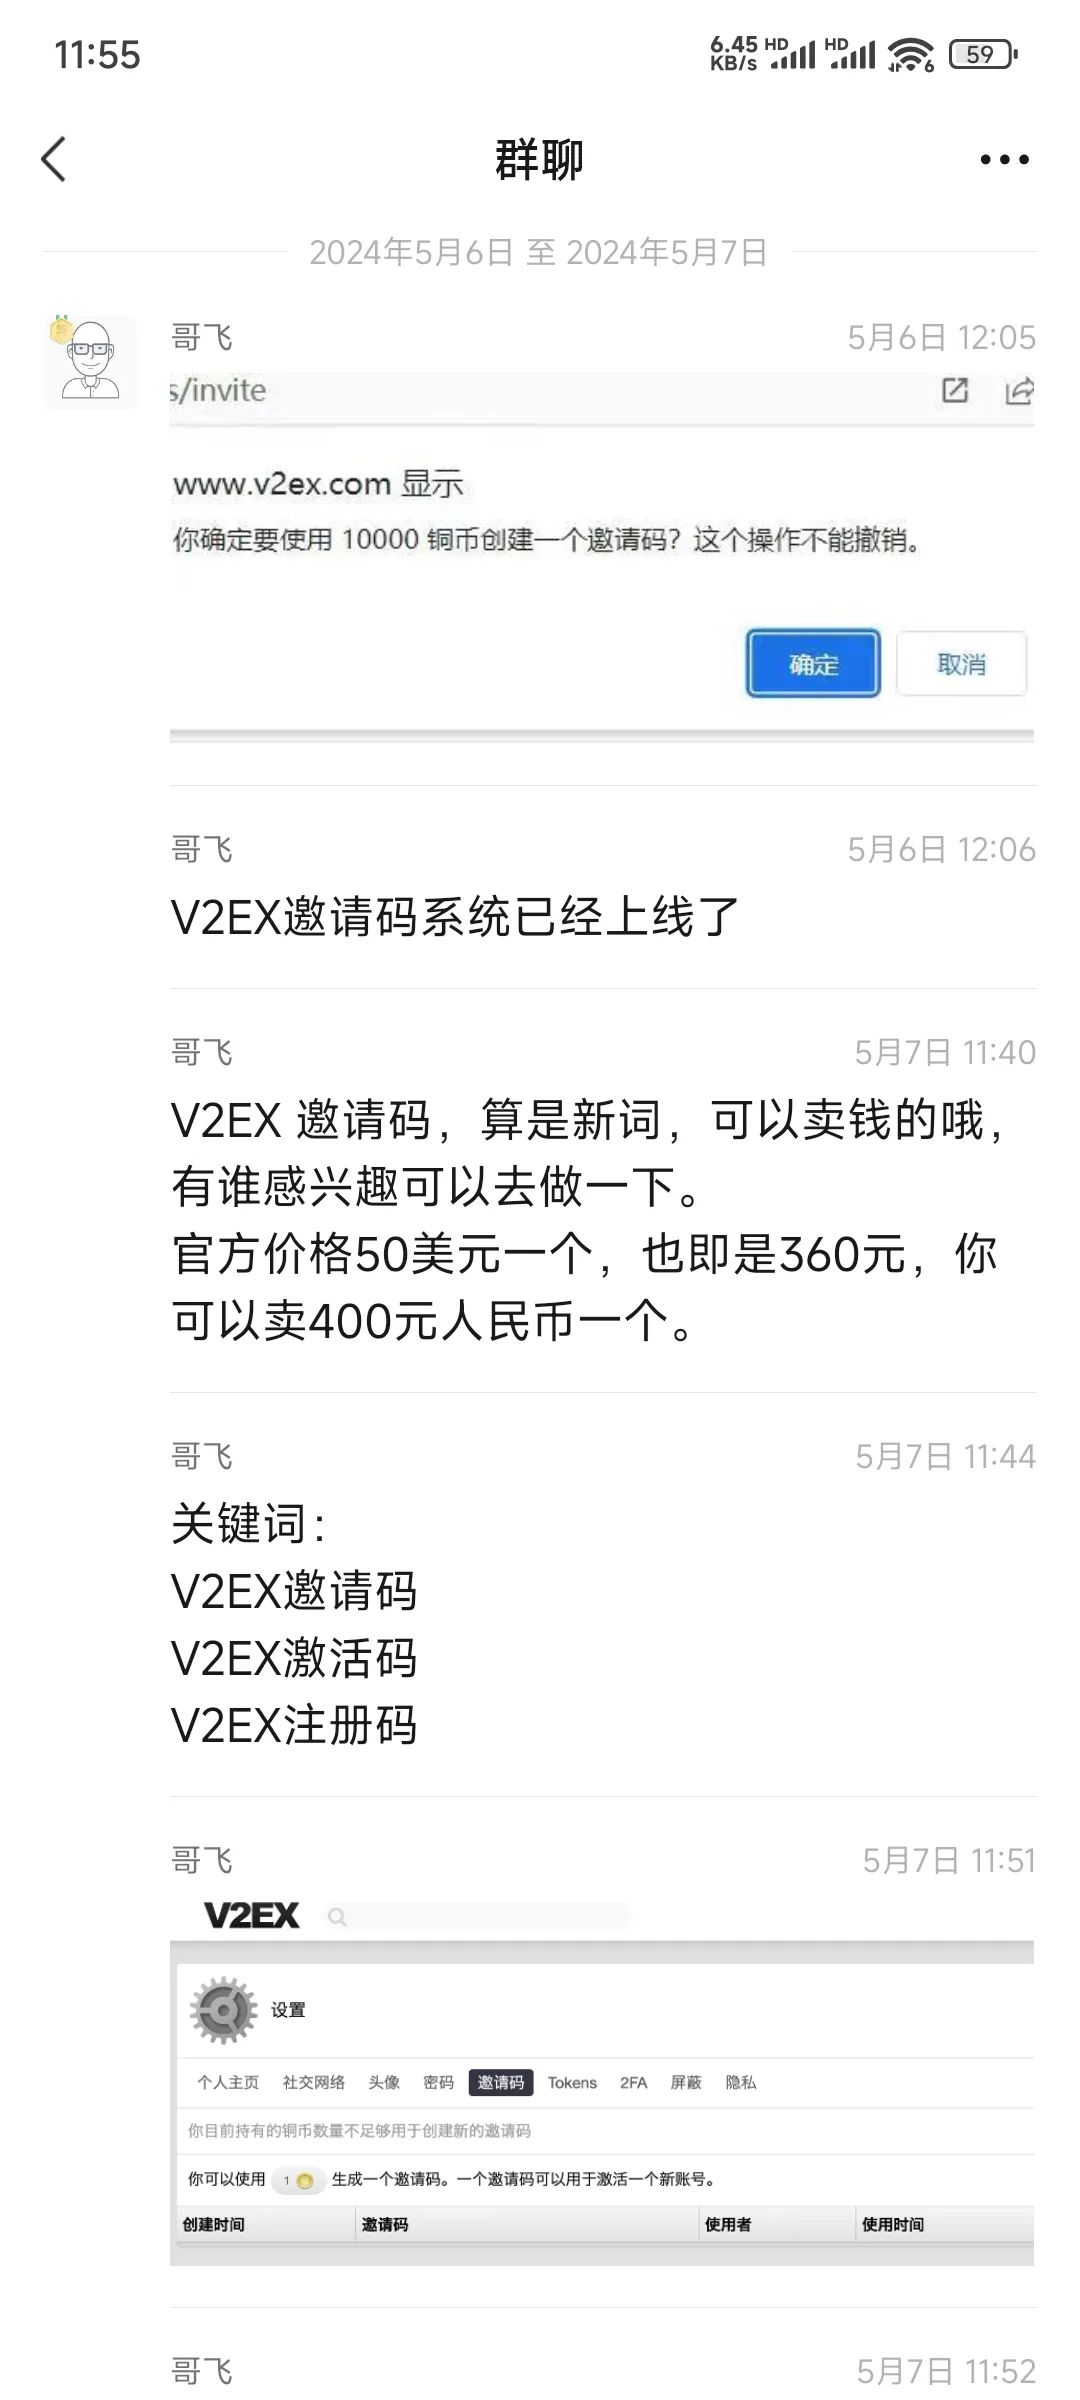 11:55
6.45 KB/s HD HD 6 59
群聊
2024年5月6日 至 2024年5月7日
哥飞
5月6日 12:05
s/invite
www.v2ex.com 显示
你确定要使用 10000 铜币创建一个邀请码？这个操作不能撤销。
确定
取消
哥飞
5月6日 12:06
V2EX邀请码系统已经上线了
哥飞
5月7日 11:40
V2EX 邀请码，算是新词，可以卖钱的哦，
有谁感兴趣可以去做一下。
官方价格50美元一个，也即是360元，你
可以卖400元人民币一个。
哥飞
5月7日 11:44
关键词：
V2EX邀请码
V2EX激活码
V2EX注册码
哥飞
5月7日 11:51
V2EX
设置
个人主页 社交网络 头像 密码 邀请码 Tokens 2FA 屏蔽 隐私
你目前持有的铜币数量不足够用于创建新的邀请码
你可以使用 1 生成一个邀请码。一个邀请码可以用于激活一个新账号。
创建时间 邀请码 使用者 使用时间
哥飞
5月7日 11:52